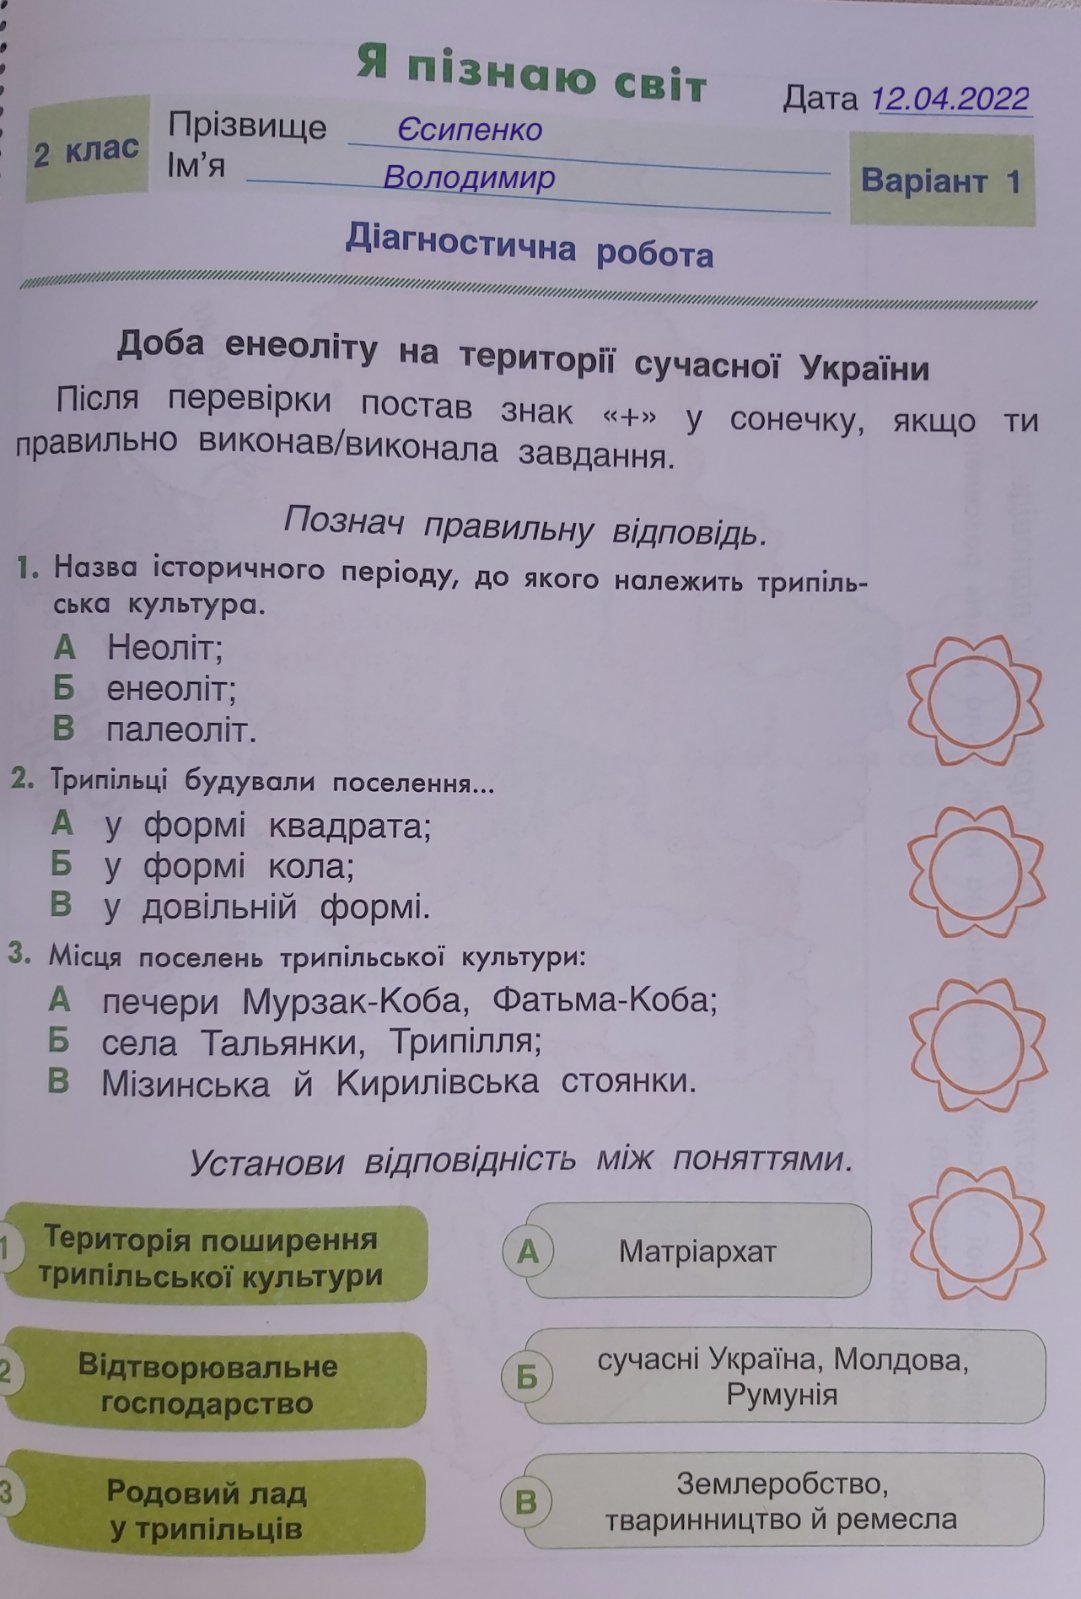 Я пізнаю світ
Дата 12.04.2022
2 клас
Прізвище Єсипенко
Ім'я Володимир
Варіант 1
Діагностична робота
Доба енеоліту на території сучасної України
Після перевірки постав знак «+» у сонечку, якщо ти
правильно виконав/виконала завдання.
Познач правильну відповідь.
1. Назва історичного періоду, до якого належить трипіль-
ська культура.
А Неоліт;
Б енеоліт;
В палеоліт.
2. Трипільці будували поселення...
А у формі квадрата;
Б у формі кола;
В у довільній формі.
3. Місця поселень трипільської культури:
А печери Мурзак-Коба, Фатьма-Коба;
Б села Тальянки, Трипілля;
В Мізинська й Кирилівська стоянки.
Установи відповідність між поняттями.
1 Територія поширення
трипільської культури
А Матріархат
2 Відтворювальне
господарство
Б сучасні Україна, Молдова,
Румунія
3 Родовий лад
у трипільців
В Землеробство,
тваринництво й ремесла